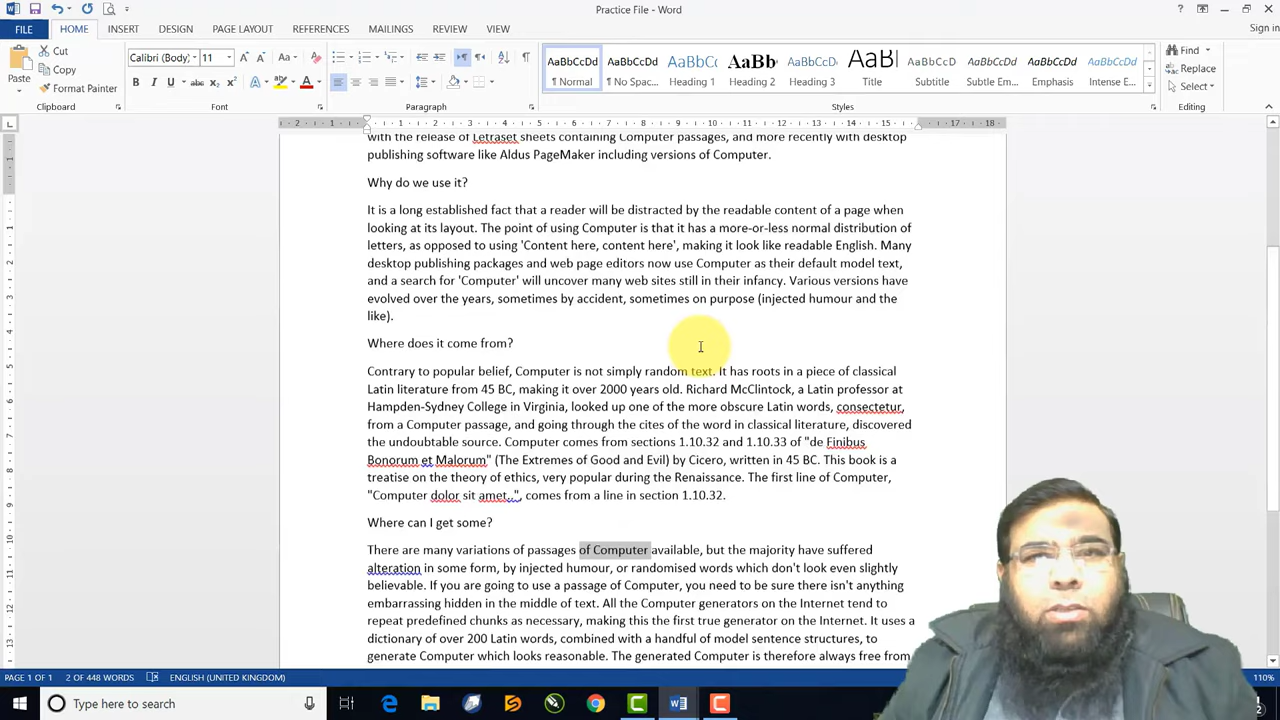 Practice File - Word
Sign in
FILE
HOME
INSERT
DESIGN
PAGE LAYOUT
REFERENCES
MAILINGS
REVIEW
VIEW
Paste
Cut
Copy
Format Painter
Clipboard
Calibri (Body)
11
Font
Paragraph
AaBbCcDd
¶ Normal
AaBbCcDd
¶ No Spac...
AaBbCc
Heading 1
AaBbCc
Heading 2
AaBbCcD
Heading 3
AaBl
Title
AaBbCcDd
Subtitle
AaBbCcDd
Subtle Em...
AaBbCcDd
Emphasis
AaBbCcDd
Intense E...
Styles
Find
Replace
Select
Editing
with the release of Letraset sheets containing Computer passages, and more recently with desktop
publishing software like Aldus PageMaker including versions of Computer.
Why do we use it?
It is a long established fact that a reader will be distracted by the readable content of a page when
looking at its layout. The point of using Computer is that it has a more-or-less normal distribution of
letters, as opposed to using 'Content here, content here', making it look like readable English. Many
desktop publishing packages and web page editors now use Computer as their default model text,
and a search for 'Computer' will uncover many web sites still in their infancy. Various versions have
evolved over the years, sometimes by accident, sometimes on purpose (injected humour and the
like).
Where does it come from?
Contrary to popular belief, Computer is not simply random text. It has roots in a piece of classical
Latin literature from 45 BC, making it over 2000 years old. Richard McClintock, a Latin professor at
Hampden-Sydney College in Virginia, looked up one of the more obscure Latin words, consectetur,
from a Computer passage, and going through the cites of the word in classical literature, discovered
the undoubtable source. Computer comes from sections 1.10.32 and 1.10.33 of "de Finibus
Bonorum et Malorum" (The Extremes of Good and Evil) by Cicero, written in 45 BC. This book is a
treatise on the theory of ethics, very popular during the Renaissance. The first line of Computer,
"Computer dolor sit amet..", comes from a line in section 1.10.32.
Where can I get some?
There are many variations of passages of Computer available, but the majority have suffered
alteration in some form, by injected humour, or randomised words which don't look even slightly
believable. If you are going to use a passage of Computer, you need to be sure there isn't anything
embarrassing hidden in the middle of text. All the Computer generators on the Internet tend to
repeat predefined chunks as necessary, making this the first true generator on the Internet. It uses a
dictionary of over 200 Latin words, combined with a handful of model sentence structures, to
generate Computer which looks reasonable. The generated Computer is therefore always free from
PAGE 1 OF 1
2 OF 448 WORDS
ENGLISH (UNITED KINGDOM)
110%
Type here to search